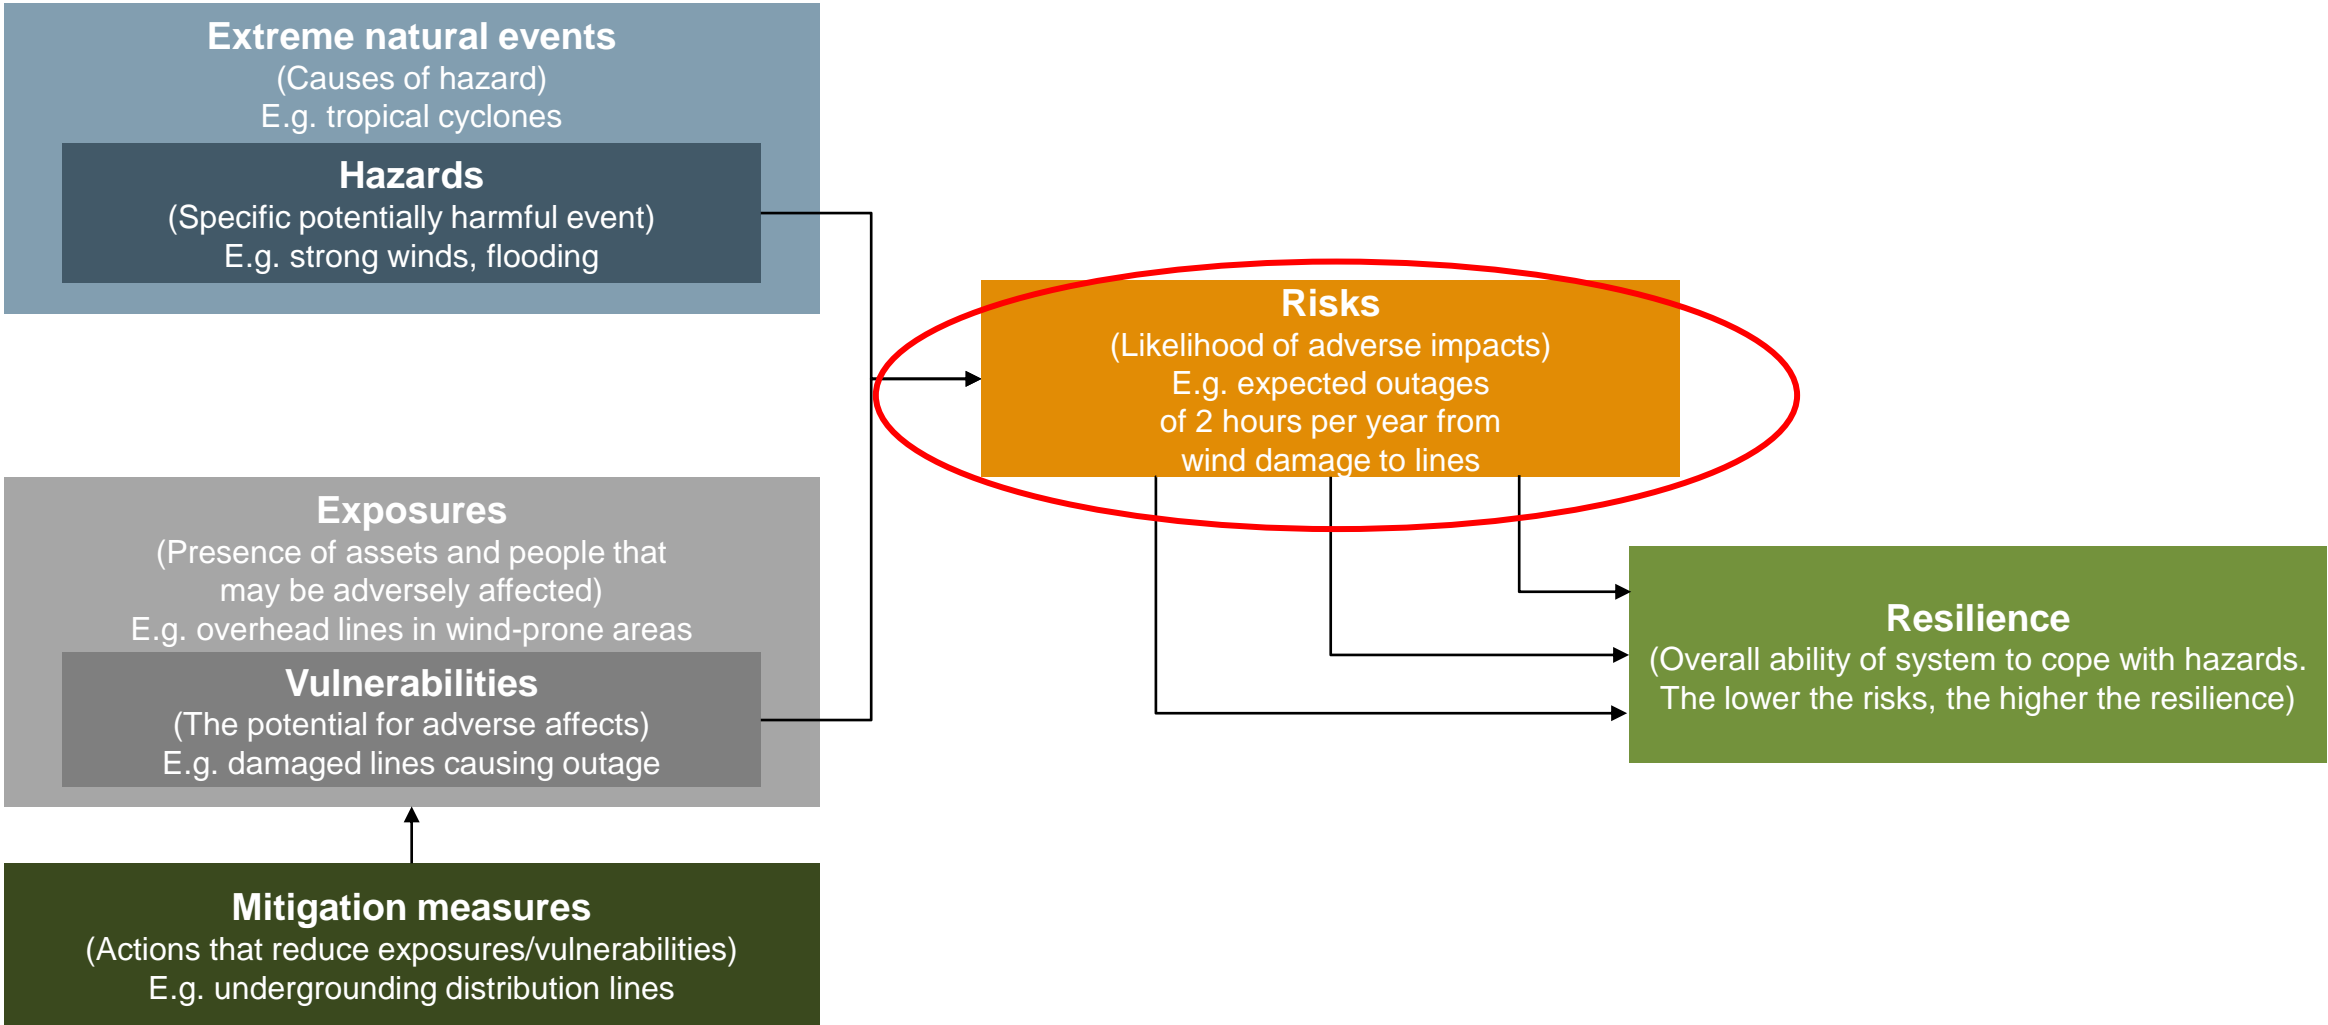 Extreme natural events
(Causes of hazard)
E.g. tropical cyclones
Hazards
(Specific potentially harmful event)
E.g. strong winds, flooding
Risks
(Likelihood of adverse impacts)
E.g. expected outages
of 2 hours per year from
wind damage to lines
Exposures
(Presence of assets and people that
may be adversely affected)
E.g. overhead lines in wind-prone areas
Vulnerabilities
(The potential for adverse affects)
E.g. damaged lines causing outage
Resilience
(Overall ability of system to cope with hazards.
The lower the risks, the higher the resilience)
Mitigation measures
(Actions that reduce exposures/vulnerabilities)
E.g. undergrounding distribution lines